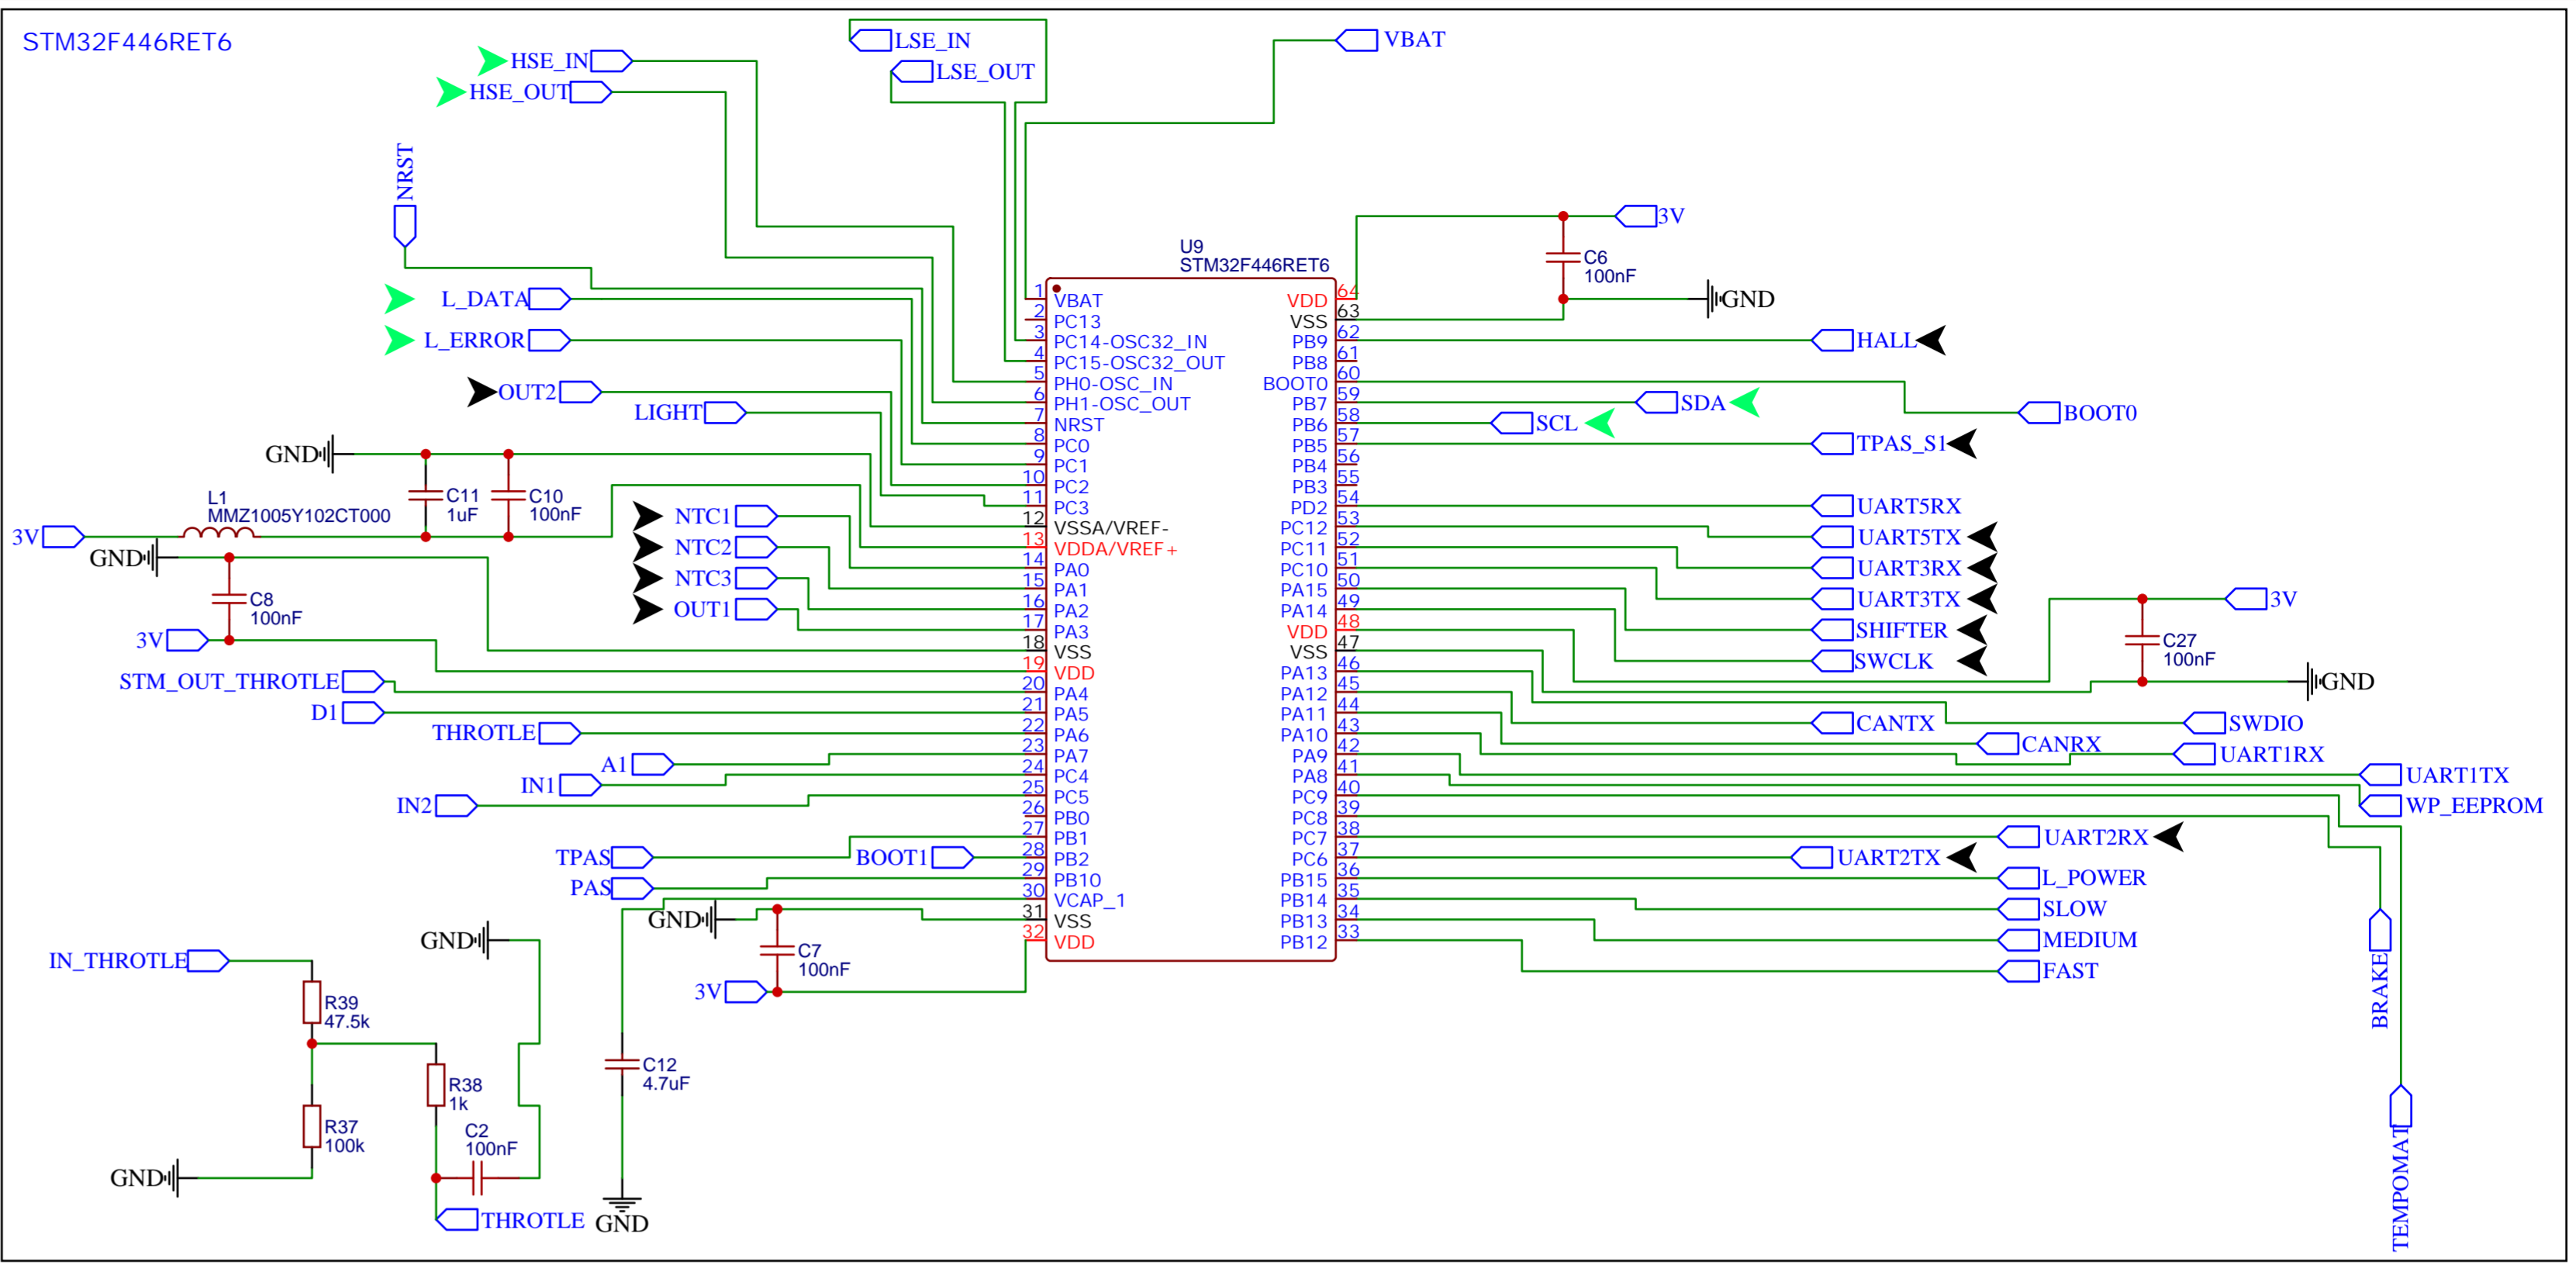 STM32F446RET6
HSE_IN
HSE_OUT
LSE_IN
LSE_OUT
VBAT
NRST
L_DATA
L_ERROR
OUT2
LIGHT
GND
C11
1uF
C10
100nF
L1
MMZ1005Y102CT000
3V
GND
C8
100nF
3V
NTC1
NTC2
NTC3
OUT1
STM_OUT_THROTLE
D1
THROTLE
A1
IN1
IN2
TPAS
BOOT1
PAS
GND
C7
100nF
3V
GND
IN_THROTLE
R39
47.5k
R38
1k
R37
100k
C2
100nF
GND
THROTLE
C12
4.7uF
GND
U9
STM32F446RET6
1 VBAT
2 PC13
3 PC14-OSC32_IN
4 PC15-OSC32_OUT
5 PH0-OSC_IN
6 PH1-OSC_OUT
7 NRST
8 PC0
9 PC1
10 PC2
11 PC3
12 VSSA/VREF-
13 VDDA/VREF+
14 PA0
15 PA1
16 PA2
17 PA3
18 VSS
19 VDD
20 PA4
21 PA5
22 PA6
23 PA7
24 PC4
25 PC5
26 PB0
27 PB1
28 PB2
29 PB10
30 VCAP_1
31 VSS
32 VDD
VDD 64
VSS 63
PB9 62
PB8 61
BOOT0 60
PB7 59
PB6 58
PB5 57
PB4 56
PB3 55
PD2 54
PC12 53
PC11 52
PC10 51
PA15 50
PA14 49
VDD 48
VSS 47
PA13 46
PA12 45
PA11 44
PA10 43
PA9 42
PA8 41
PC9 40
PC8 39
PC7 38
PC6 37
PB15 36
PB14 35
PB13 34
PB12 33
3V
C6
100nF
GND
HALL
SDA
BOOT0
SCL
TPAS_S1
UART5RX
UART5TX
UART3RX
UART3TX
SHIFTER
SWCLK
3V
C27
100nF
GND
CANTX
SWDIO
CANRX
UART1RX
UART1TX
WP_EEPROM
UART2RX
UART2TX
L_POWER
SLOW
MEDIUM
FAST
BRAKE
TEMPOMAT